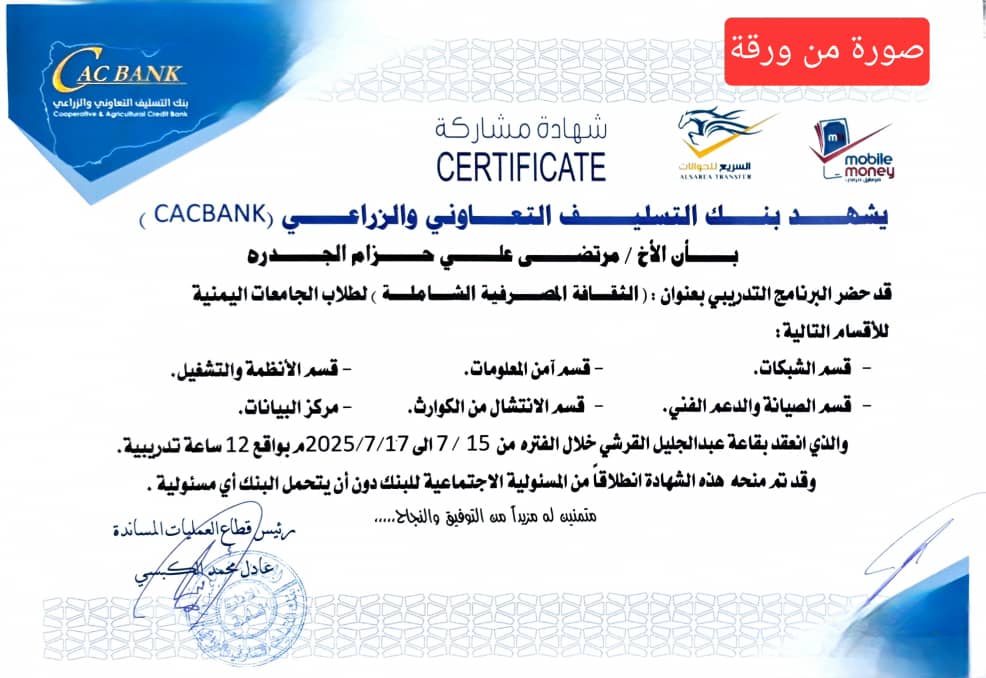 صورة من ورقة
CAC BANK
بنك التسليف التعاوني والزراعي
Cooperative & Agricultural Credit Bank
شهادة مشاركة
CERTIFICATE
السريع للحوالات
ALSAREA TRANSFER
m
mobile
money
موبايل موني
يشهد بنك التسليف التعاوني والزراعي (CACBANK)
بأن الأخ / مرتضى علي حزام الجدره
قد حضر البرنامج التدريبي بعنوان : ( الثقافة المصرفية الشاملة ) لطلاب الجامعات اليمنية
للأقسام التالية :
- قسم الشبكات. - قسم آمن المعلومات. - قسم الأنظمة والتشغيل.
- قسم الصيانة والدعم الفني. - قسم الانتشال من الكوارث. - مركز البيانات.
والذي انعقد بقاعة عبدالجليل القرشي خلال الفتره من 15 / 7 الى 2025/7/17م بواقع 12 ساعة تدريبية.
وقد تم منحه هذه الشهادة انطلاقاً من المسئولية الاجتماعية للبنك دون أن يتحمل البنك أي مسئولية .
متمنين له مزيداً من التوفيق والنجاح.....
رئيس قطاع العمليات المساندة
عادل محمد الكبسي